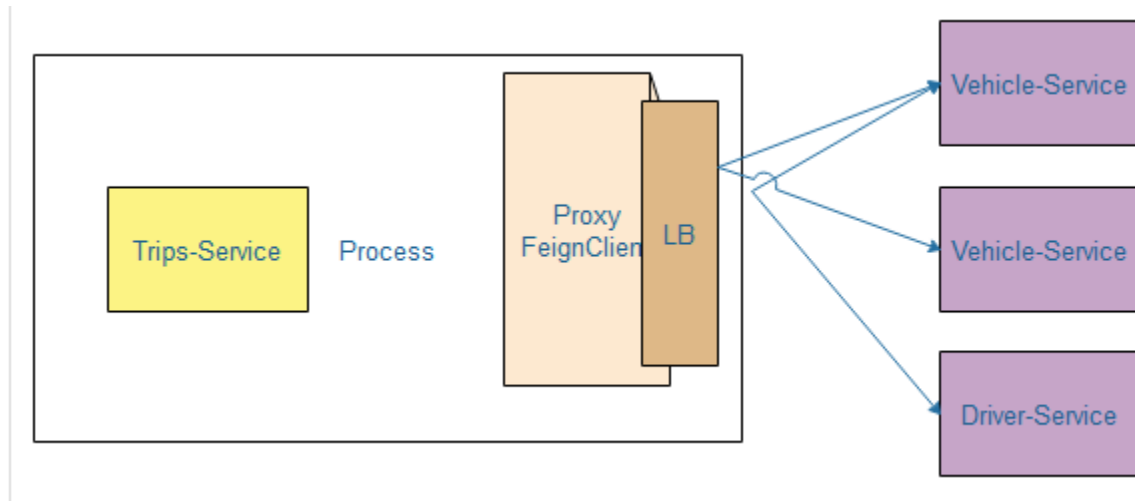 Vehicle-Service
Trips-Service
Process
Proxy
FeignClien
LB
Vehicle-Service
Driver-Service